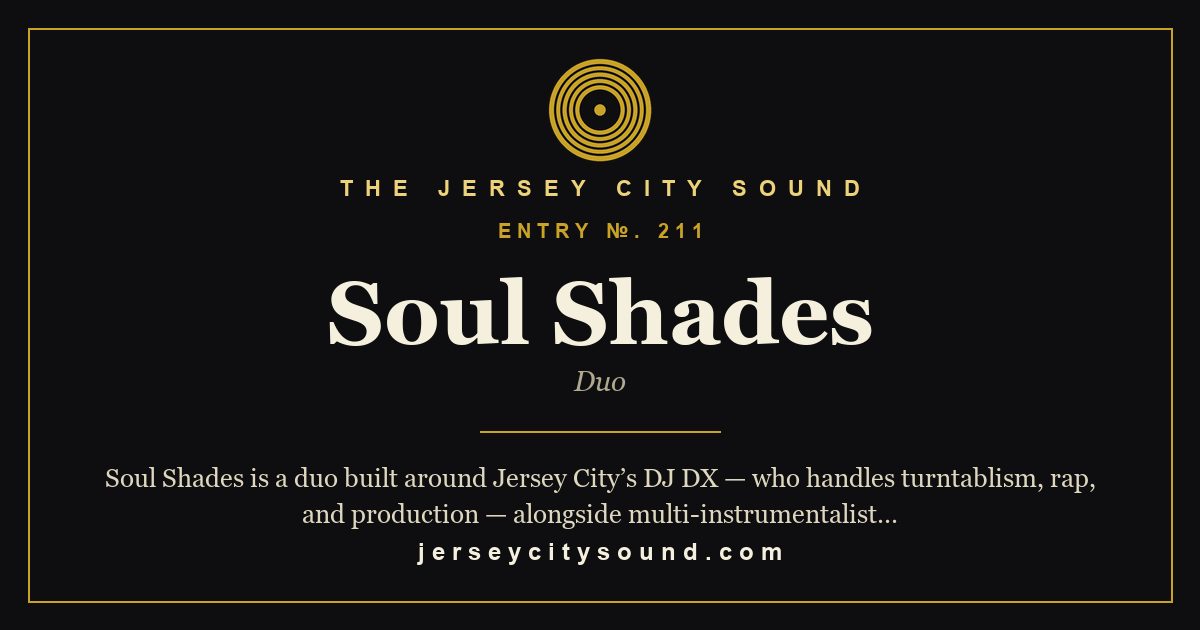 THE JERSEY CITY SOUND
ENTRY №. 211
Soul Shades
Duo
Soul Shades is a duo built around Jersey City’s DJ DX — who handles turntablism, rap,
and production — alongside multi-instrumentalist…
jerseycitysound.com